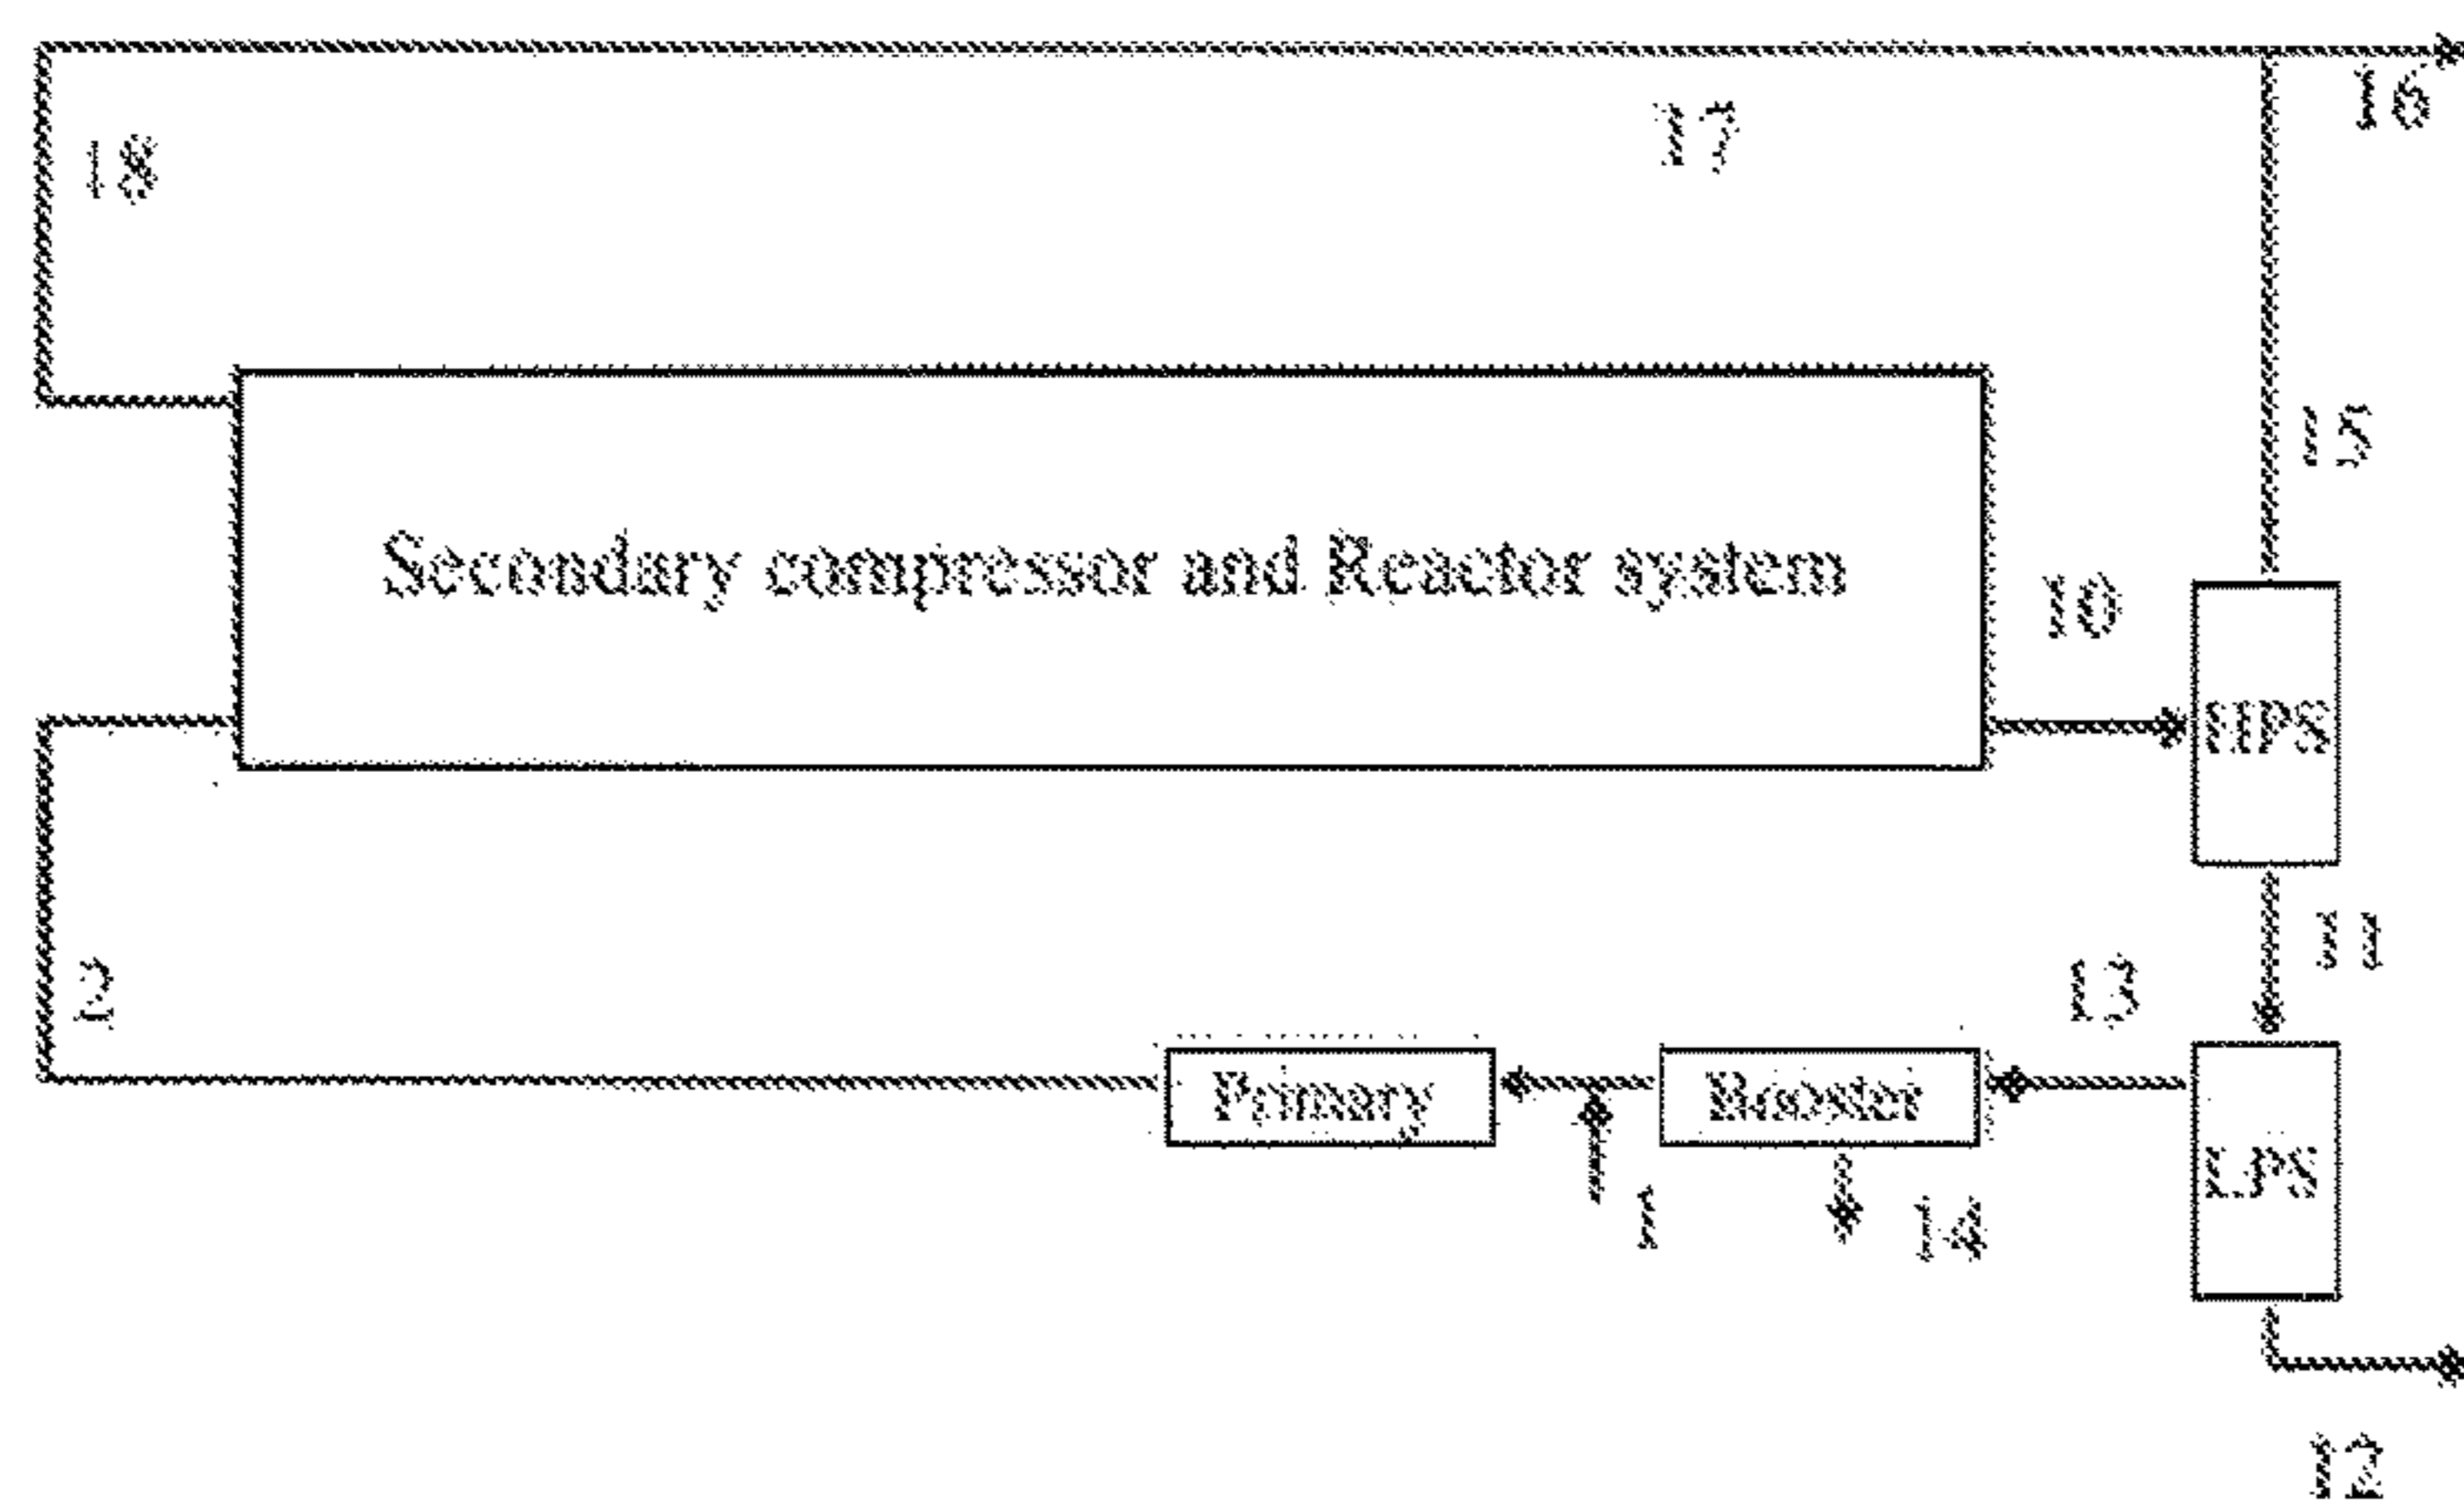 16
17
18
15
Secondary compressor and Reactor system
10
HPS
11
13
2
Primary
Booster
LPS
1
14
12